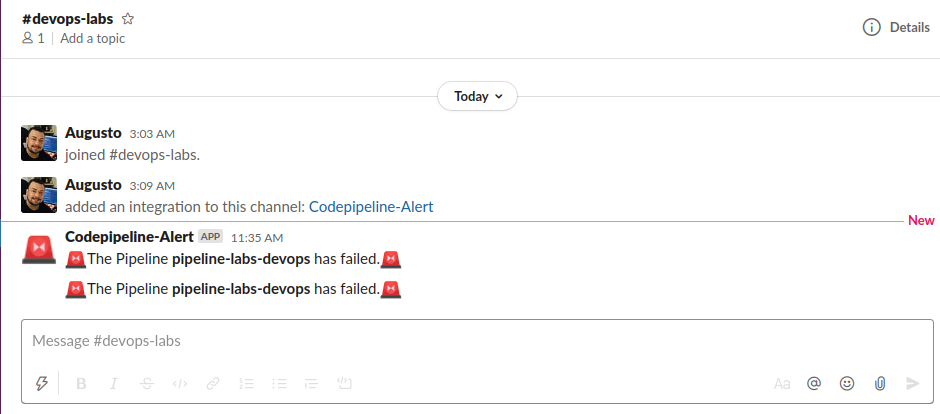 #devops-labs
1 | Add a topic
Details
Today
Augusto 3:03 AM
joined #devops-labs.
Augusto 3:09 AM
added an integration to this channel: Codepipeline-Alert
New
Codepipeline-Alert APP 11:35 AM
🚨The Pipeline pipeline-labs-devops has failed.🚨
🚨The Pipeline pipeline-labs-devops has failed.🚨
Message #devops-labs
B I S </> Aa @